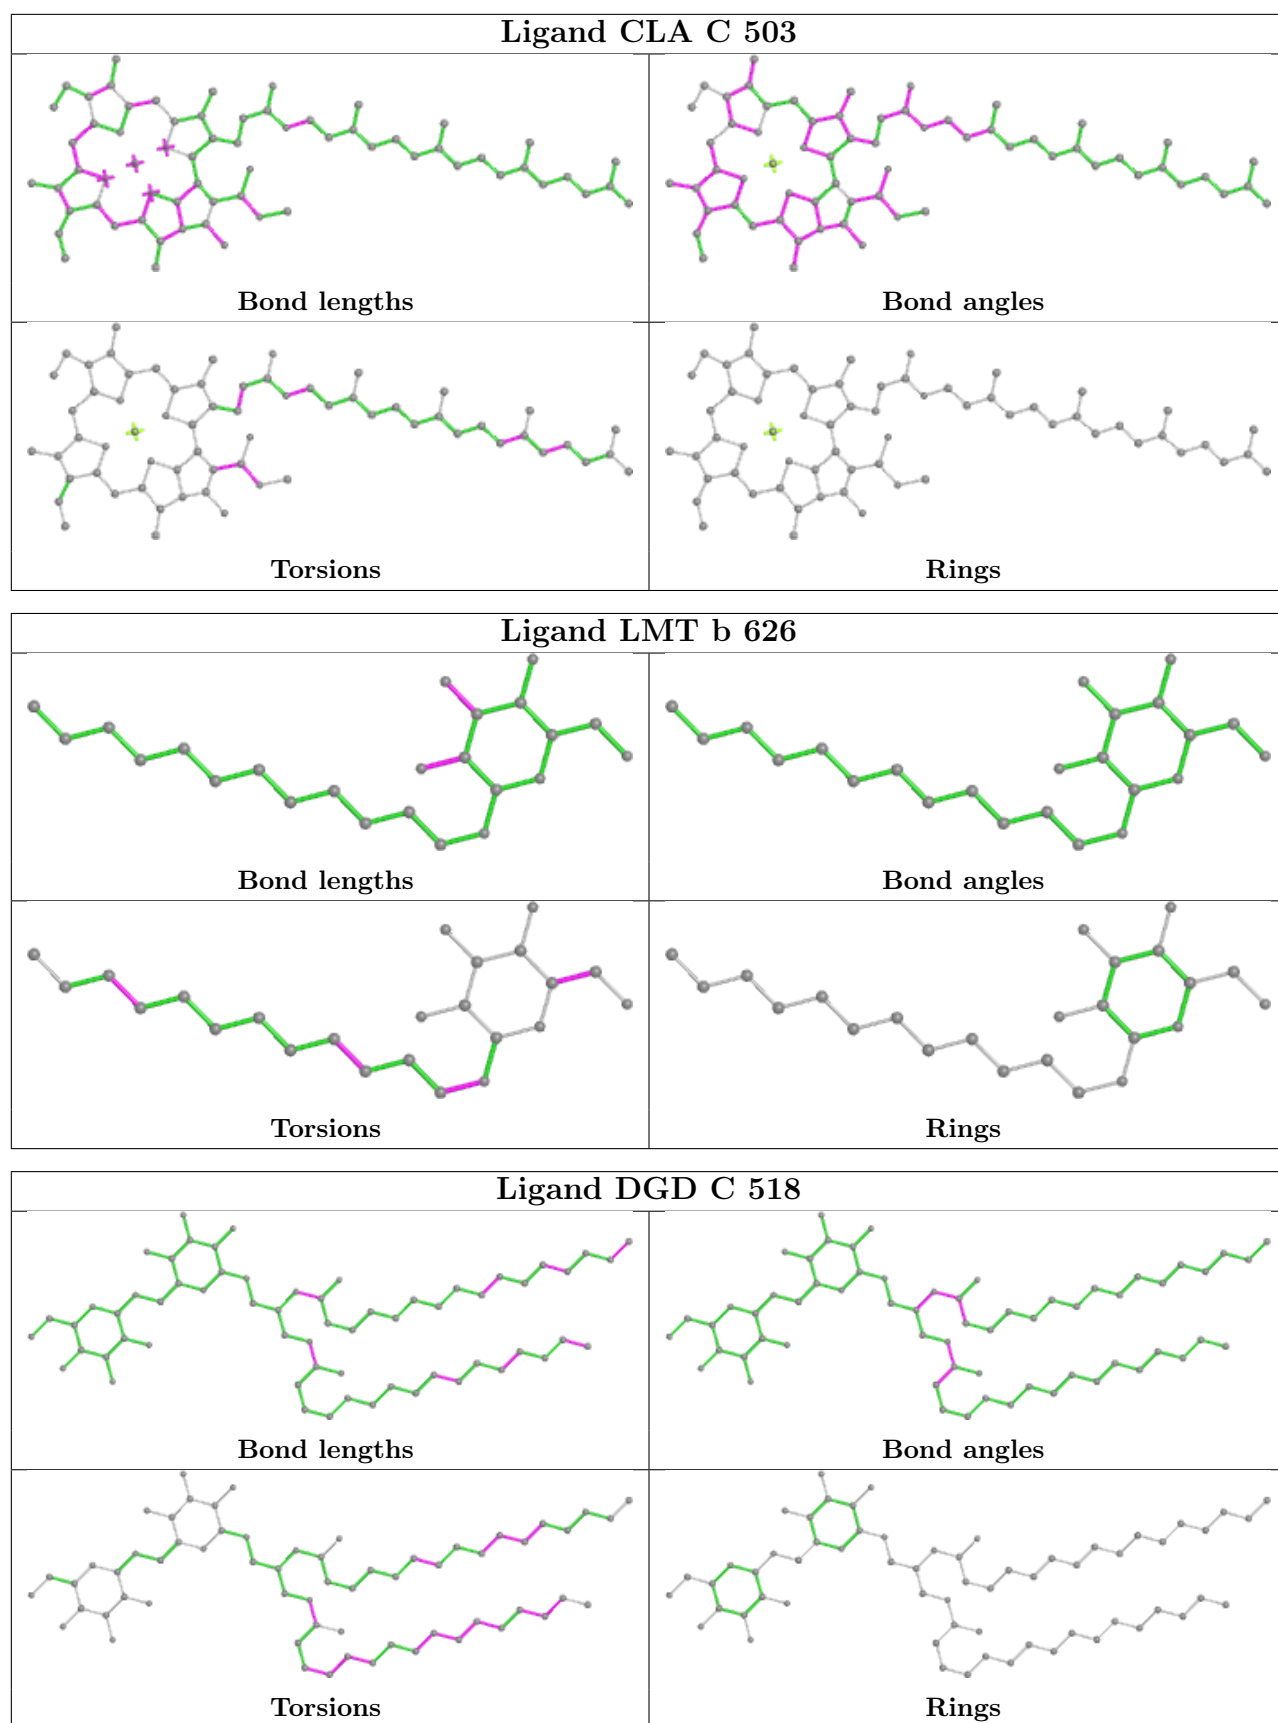 Ligand CLA C 503
Bond lengths
Bond angles
Torsions
Rings
Ligand LMT b 626
Bond lengths
Bond angles
Torsions
Rings
Ligand DGD C 518
Bond lengths
Bond angles
Torsions
Rings